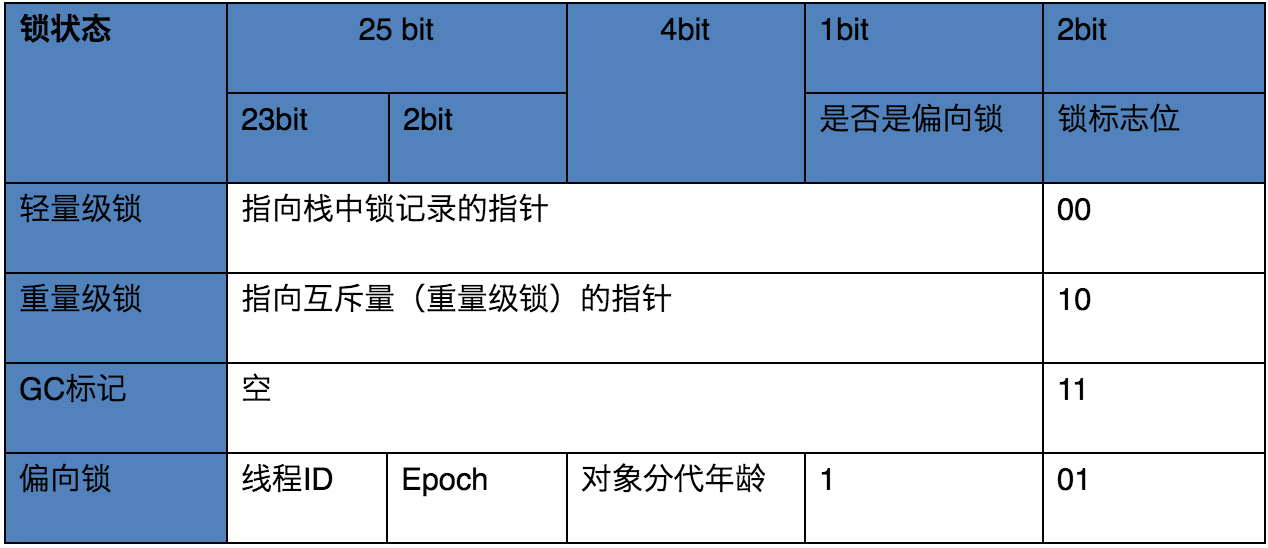 锁状态 25 bit 4bit 1bit 2bit
23bit 2bit 是否是偏向锁 锁标志位
轻量级锁 指向栈中锁记录的指针 00
重量级锁 指向互斥量（重量级锁）的指针 10
GC标记 空 11
偏向锁 线程ID Epoch 对象分代年龄 1 01